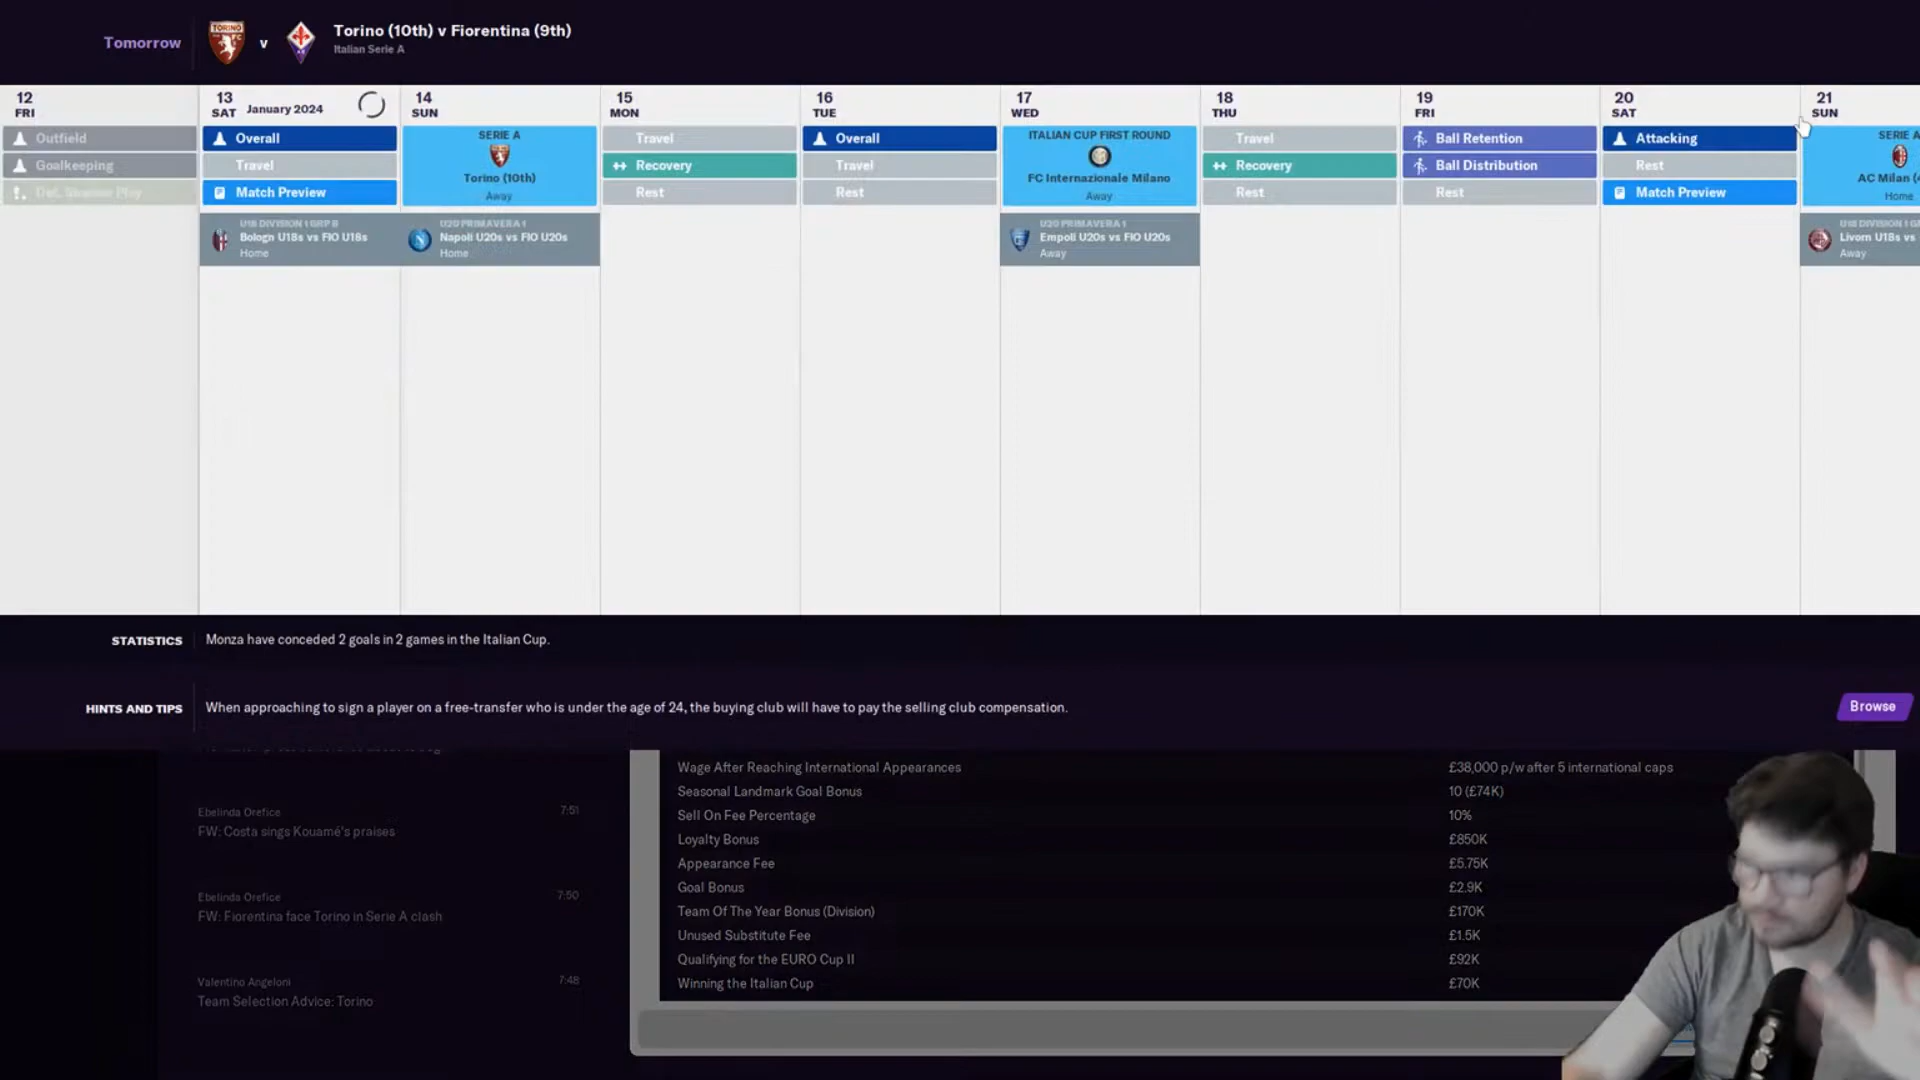 Tomorrow
v
Torino (10th) v Fiorentina (9th)
Italian Serie A
12
FRI
Outfield
Goalkeeping
Def. Shadow Play
13
SAT January 2024
Overall
Travel
Match Preview
U18 DIVISION 1 GRP B
Bologn U18s vs FIO U18s
Home
14
SUN
SERIE A
Torino (10th)
Away
U20 PRIMAVERA 1
Napoli U20s vs FIO U20s
Home
15
MON
Travel
Recovery
Rest
16
TUE
Overall
Travel
Rest
17
WED
ITALIAN CUP FIRST ROUND
FC Internazionale Milano
Away
U20 PRIMAVERA 1
Empoli U20s vs FIO U20s
Away
18
THU
Travel
Recovery
Rest
19
FRI
Ball Retention
Ball Distribution
Rest
20
SAT
Attacking
Rest
Match Preview
21
SUN
SERIE A
AC Milan (
Home
U18 DIVISION 1 G
Livorn U18s vs
Away
STATISTICS
Monza have conceded 2 goals in 2 games in the Italian Cup.
HINTS AND TIPS
When approaching to sign a player on a free-transfer who is under the age of 24, the buying club will have to pay the selling club compensation.
Browse
Ebelinda Orefice 7:51
FW: Costa sings Kouamé's praises
Ebelinda Orefice 7:50
FW: Fiorentina face Torino in Serie A clash
Valentino Angeloni 7:48
Team Selection Advice: Torino
Wage After Reaching International Appearances £38,000 p/w after 5 international caps
Seasonal Landmark Goal Bonus 10 (£74K)
Sell On Fee Percentage 10%
Loyalty Bonus £850K
Appearance Fee £5.75K
Goal Bonus £2.9K
Team Of The Year Bonus (Division) £170K
Unused Substitute Fee £1.5K
Qualifying for the EURO Cup II £92K
Winning the Italian Cup £70K